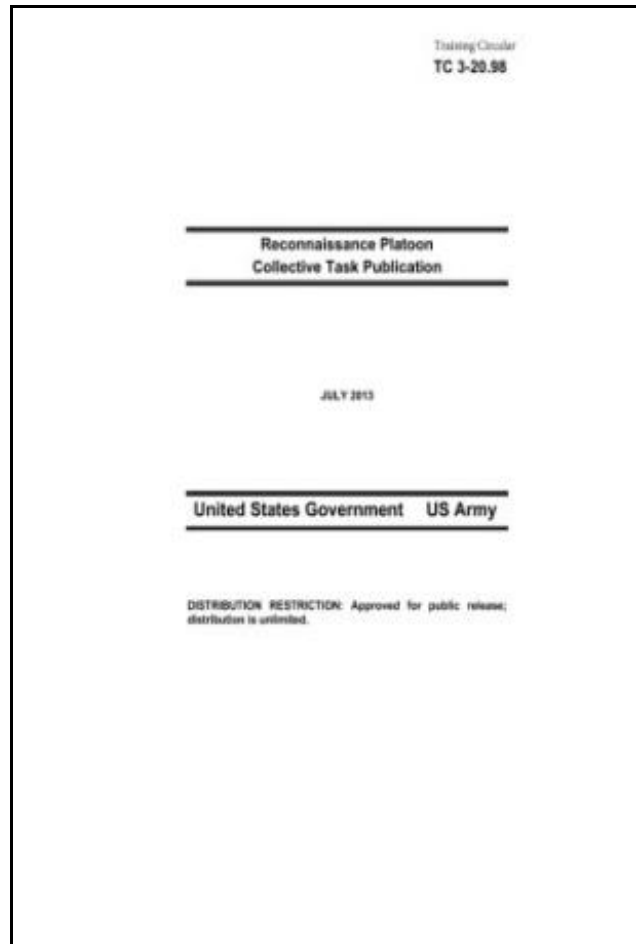 Training Circular
TC 3-20.98
Reconnaissance Platoon
Collective Task Publication
JULY 2013
United States Government US Army
DISTRIBUTION RESTRICTION: Approved for public release;
distribution is unlimited.